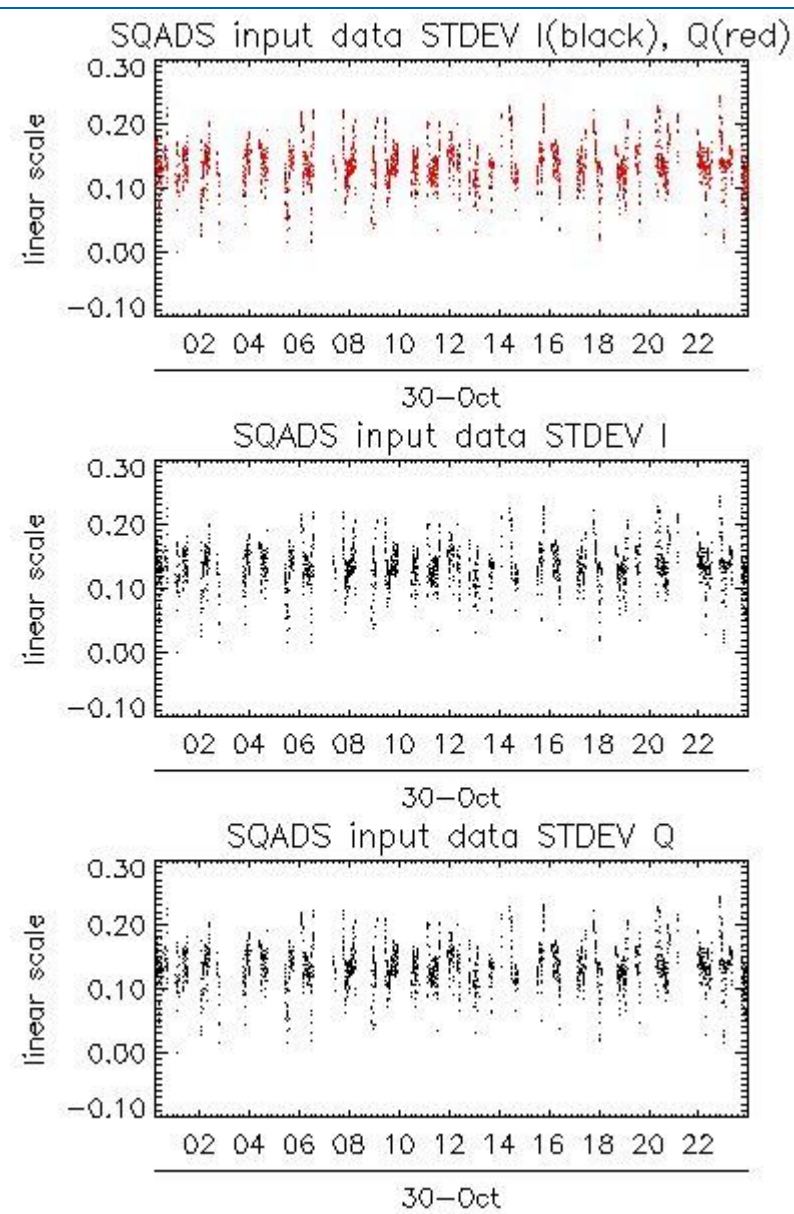 SQADS input data STDEV I(black), Q(red)
0.30
0.20
0.10
0.00
-0.10
linear scale
02 04 06 08 10 12 14 16 18 20 22
30-Oct
SQADS input data STDEV I
0.30
0.20
0.10
0.00
-0.10
linear scale
02 04 06 08 10 12 14 16 18 20 22
30-Oct
SQADS input data STDEV Q
0.30
0.20
0.10
0.00
-0.10
linear scale
02 04 06 08 10 12 14 16 18 20 22
30-Oct